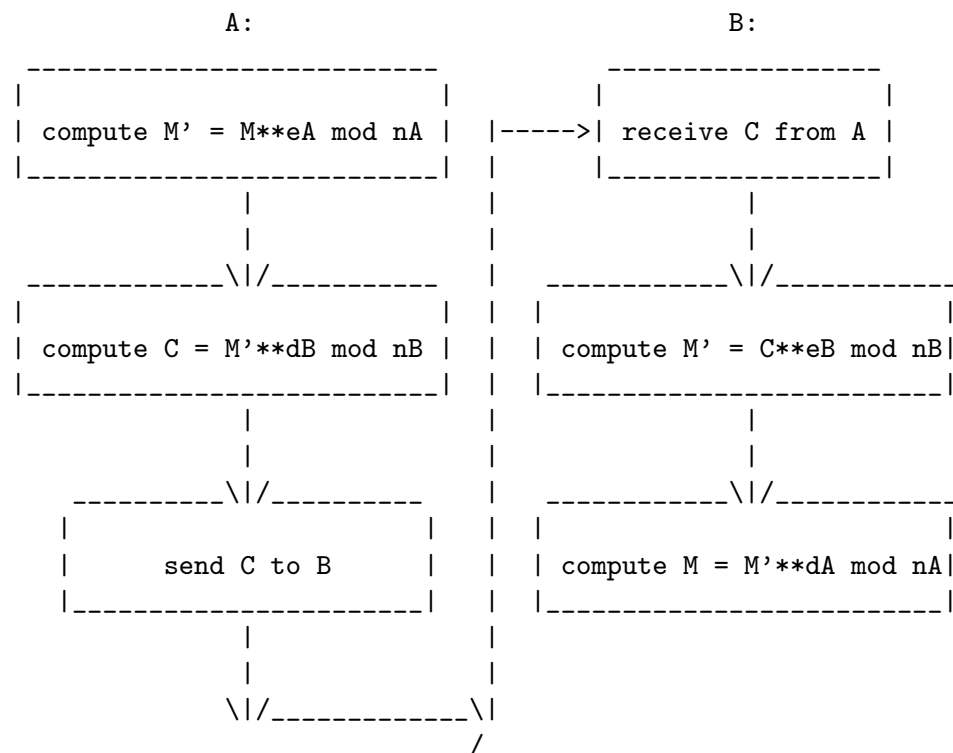 A: B:
compute M' = M**eA mod nA
receive C from A
compute C = M'**dB mod nB
compute M' = C**eB mod nB
send C to B
compute M = M'**dA mod nA